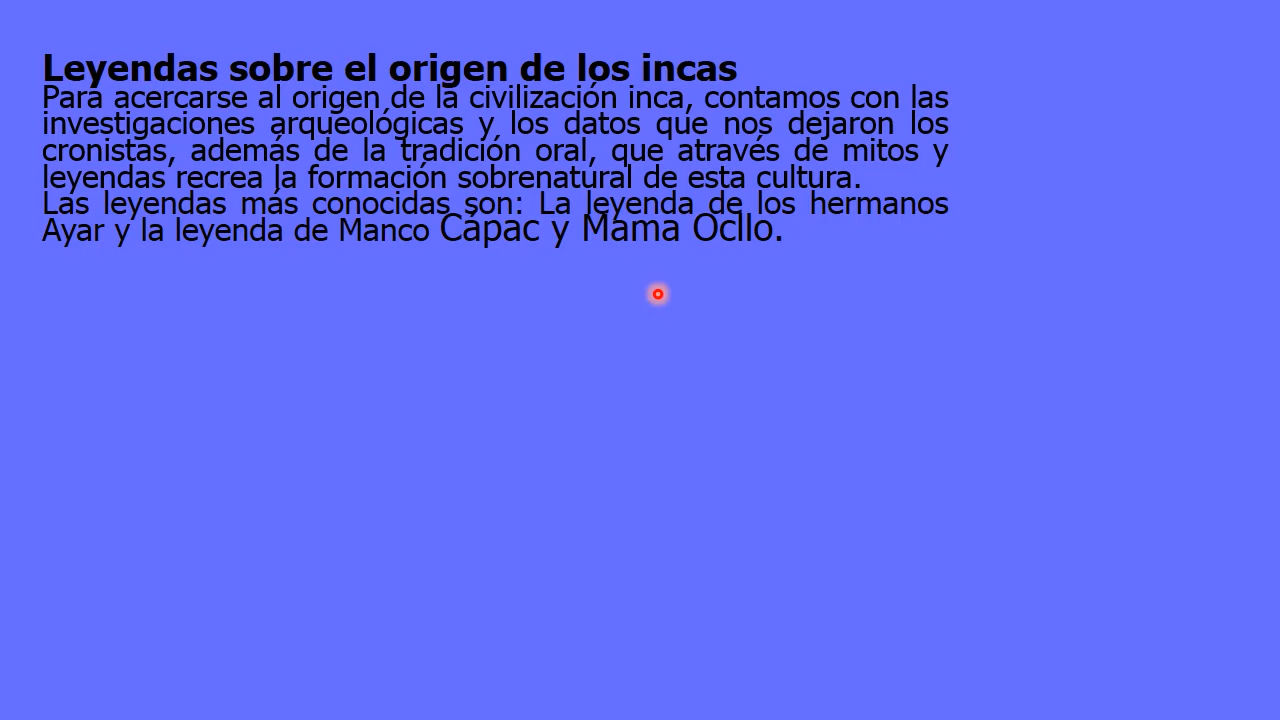 Leyendas sobre el origen de los incas
Para acercarse al origen de la civilización inca, contamos con las
investigaciones arqueológicas y los datos que nos dejaron los
cronistas, además de la tradición oral, que através de mitos y
leyendas recrea la formación sobrenatural de esta cultura.
Las leyendas más conocidas son: La leyenda de los hermanos
Ayar y la leyenda de Manco Cápac y Mama Ocllo.